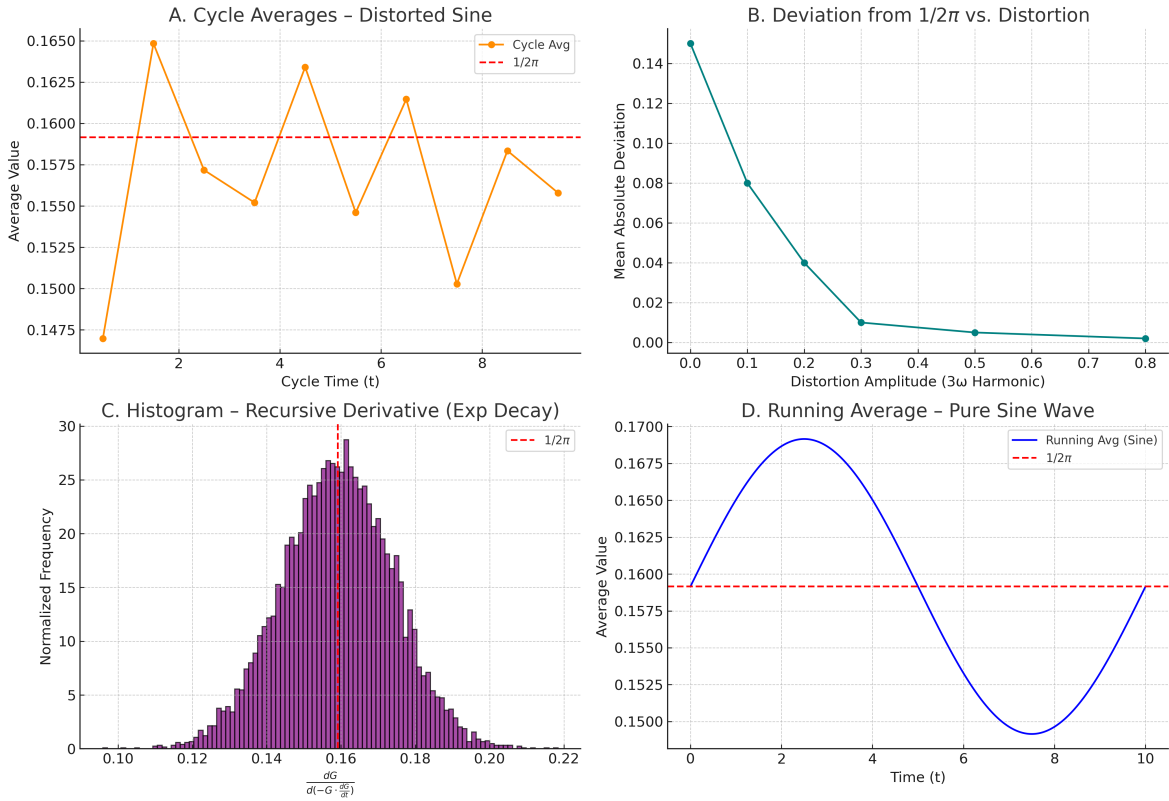 A. Cycle Averages – Distorted Sine
Average Value
0.1650
0.1625
0.1600
0.1575
0.1550
0.1525
0.1500
0.1475
Cycle Avg
1/2π
2 4 6 8
Cycle Time (t)
B. Deviation from 1/2π vs. Distortion
Mean Absolute Deviation
0.14
0.12
0.10
0.08
0.06
0.04
0.02
0.00
0.0 0.1 0.2 0.3 0.4 0.5 0.6 0.7 0.8
Distortion Amplitude (3ω Harmonic)
C. Histogram – Recursive Derivative (Exp Decay)
Normalized Frequency
30
25
20
15
10
5
0
1/2π
0.10 0.12 0.14 0.16 0.18 0.20 0.22
dG
d(−G · dG/dt)
D. Running Average – Pure Sine Wave
Average Value
0.1700
0.1675
0.1650
0.1625
0.1600
0.1575
0.1550
0.1525
0.1500
Running Avg (Sine)
1/2π
0 2 4 6 8 10
Time (t)